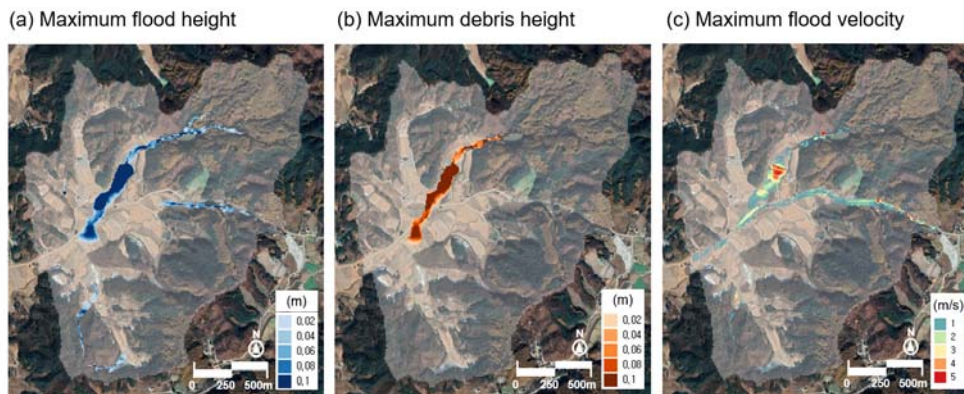 (a) Maximum flood height
(b) Maximum debris height
(c) Maximum flood velocity
(m)
0,02
0,04
0,06
0,08
0,1
N
0 250 500m
(m)
0,02
0,04
0,06
0,08
0,1
N
0 250 500m
(m/s)
1
2
3
4
5
N
0 250 500m